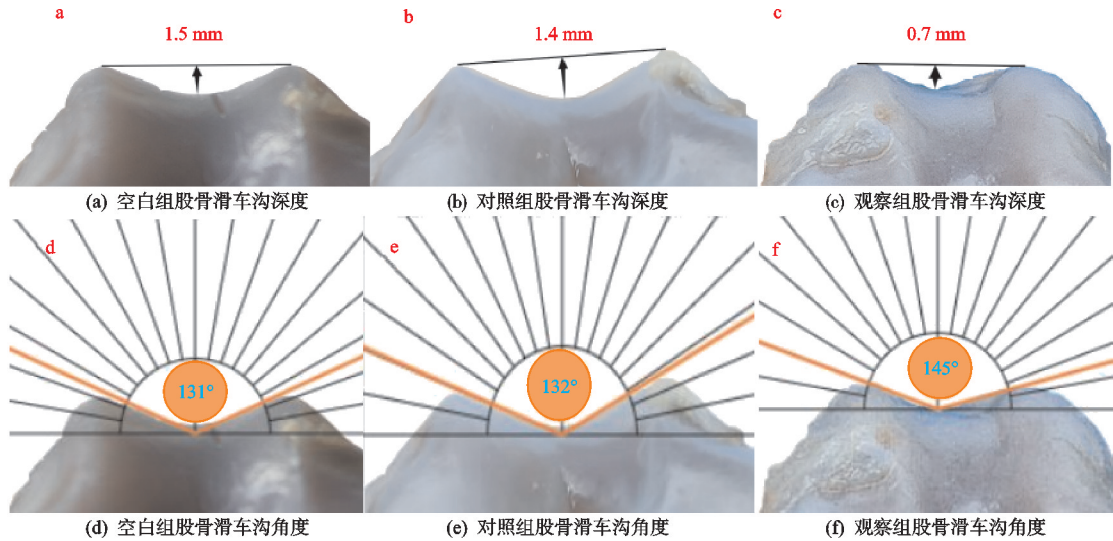 a
b
c
1.5 mm
1.4 mm
0.7 mm
(a) 空白组股骨滑车沟深度
(b) 对照组股骨滑车沟深度
(c) 观察组股骨滑车沟深度
d
e
f
131°
132°
145°
(d) 空白组股骨滑车沟角度
(e) 对照组股骨滑车沟角度
(f) 观察组股骨滑车沟角度